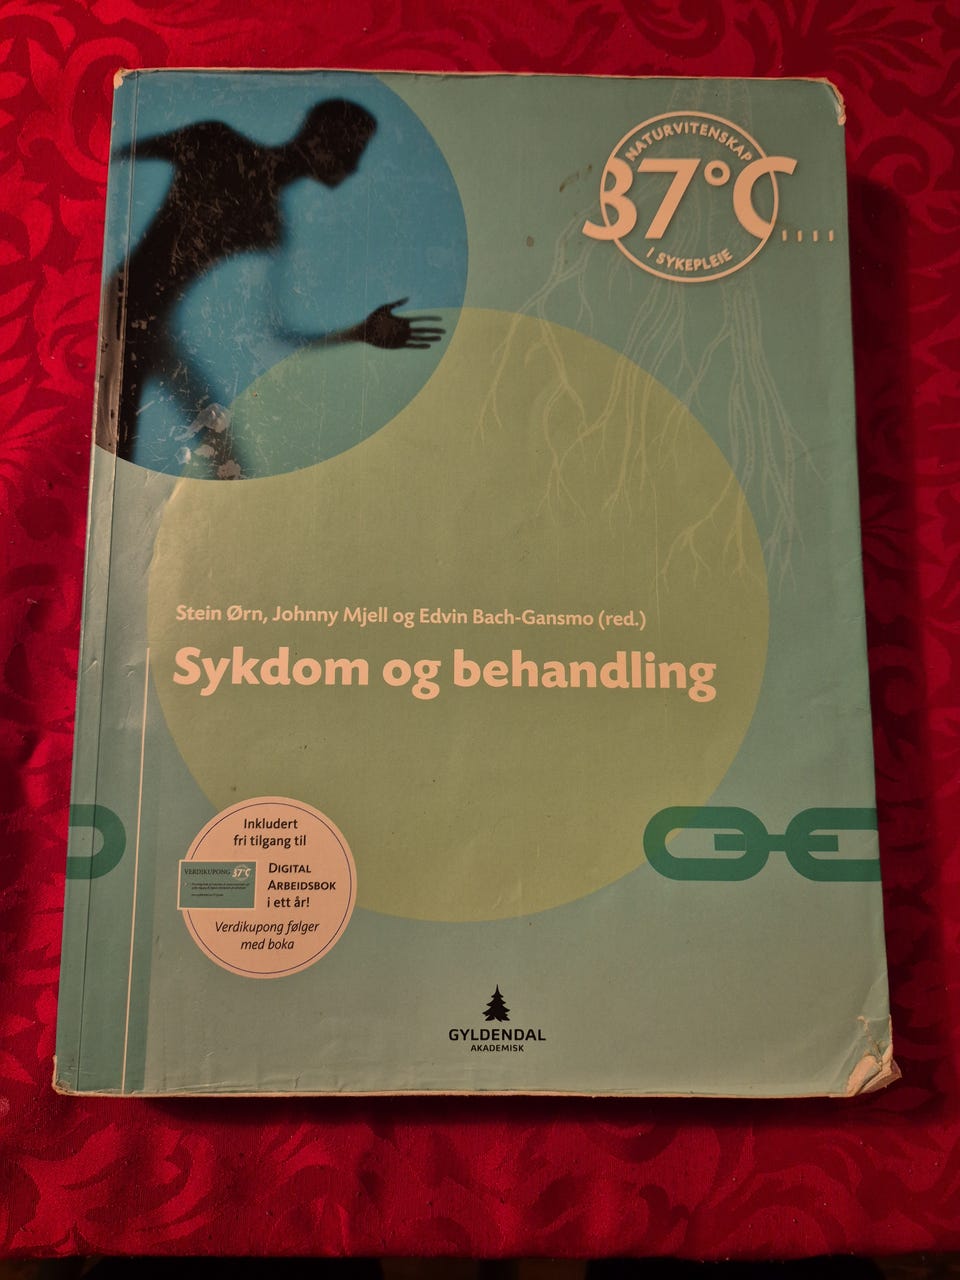 NATURVITENSKAP
37°C
I SYKEPLEIE
Stein Ørn, Johnny Mjell og Edvin Bach-Gansmo (red.)
Sykdom og behandling
Inkludert
fri tilgang til
VERDIKUPONG 37°C
DIGITAL
ARBEIDSBOK
i ett år!
Verdikupong følger
med boka
GYLDENDAL
AKADEMISK